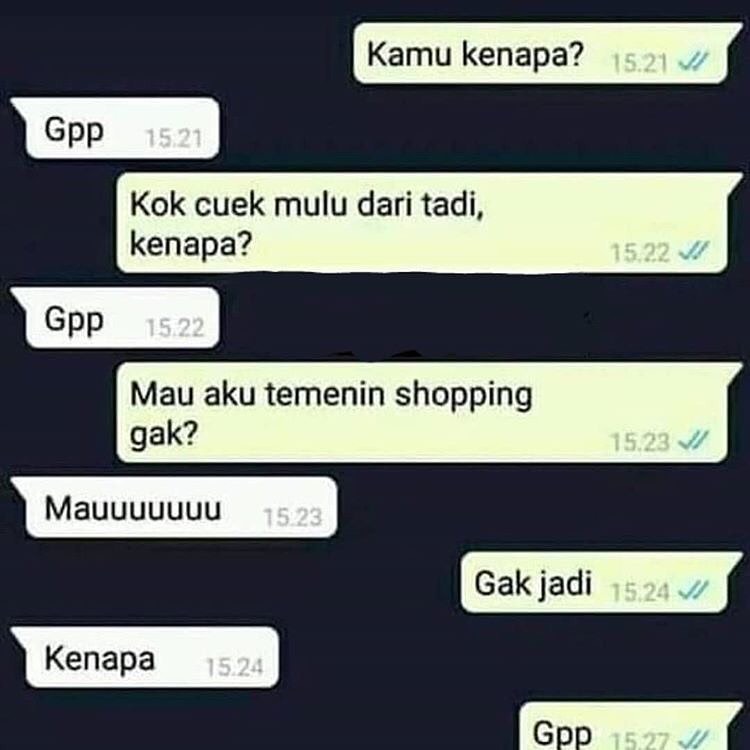 Kamu kenapa? 15.21
Gpp 15.21
Kok cuek mulu dari tadi,
kenapa? 15.22
Gpp 15.22
Mau aku temenin shopping
gak? 15.23
Mauuuuuuu 15.23
Gak jadi 15.24
Kenapa 15.24
Gpp 15.27